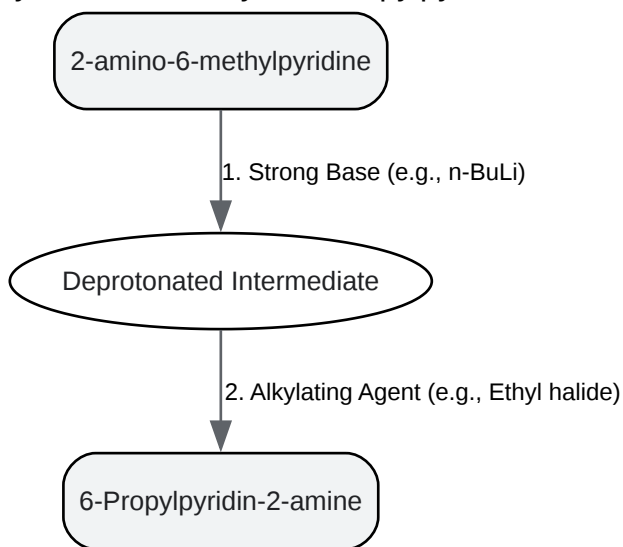 2-amino-6-methylpyridine
1. Strong Base (e.g., n-BuLi)
Deprotonated Intermediate
2. Alkylating Agent (e.g., Ethyl halide)
6-Propylpyridin-2-amine